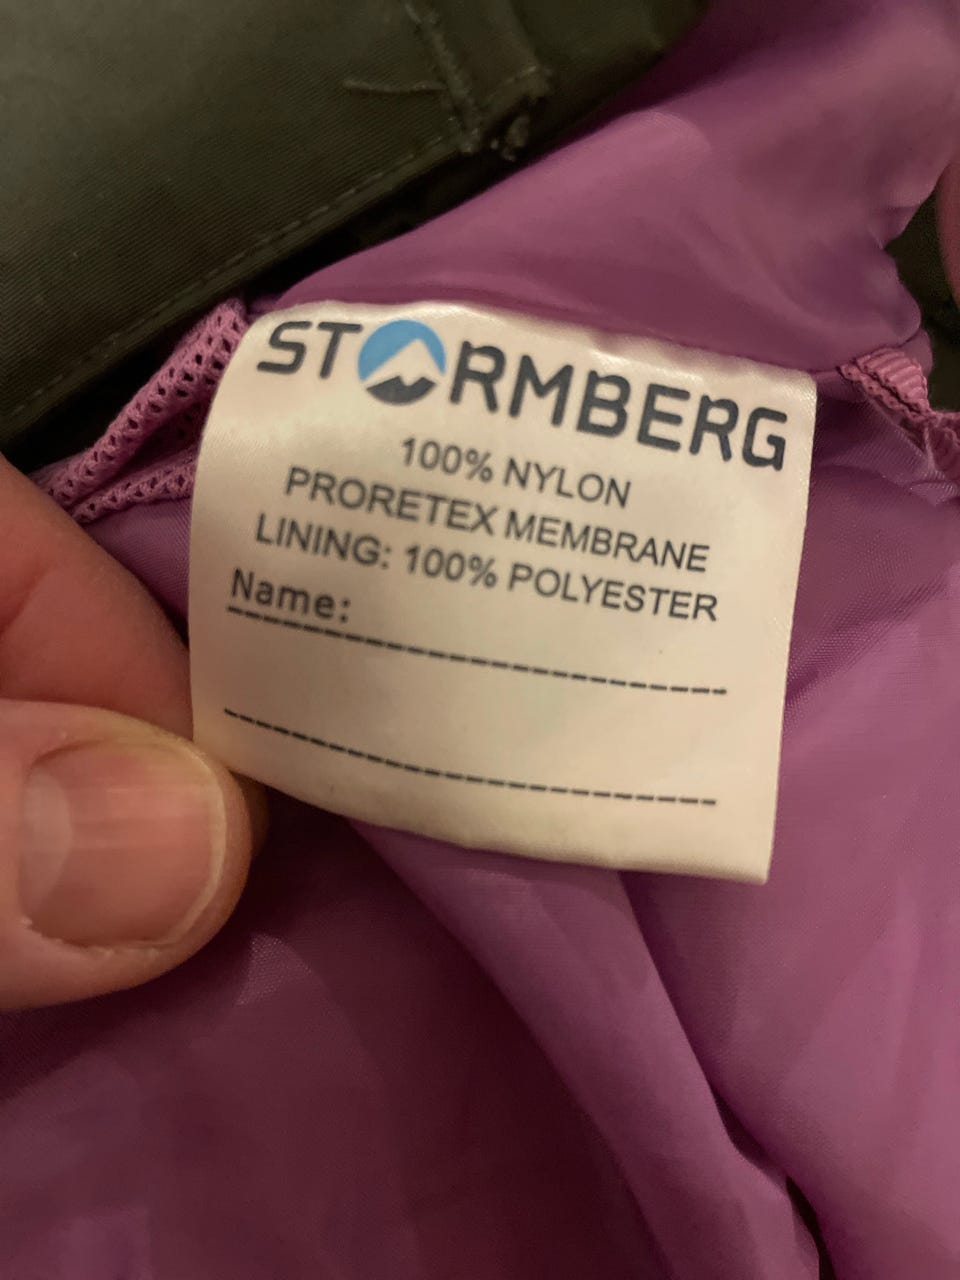 STORMBERG
100% NYLON
PRORETEX MEMBRANE
LINING: 100% POLYESTER
Name: